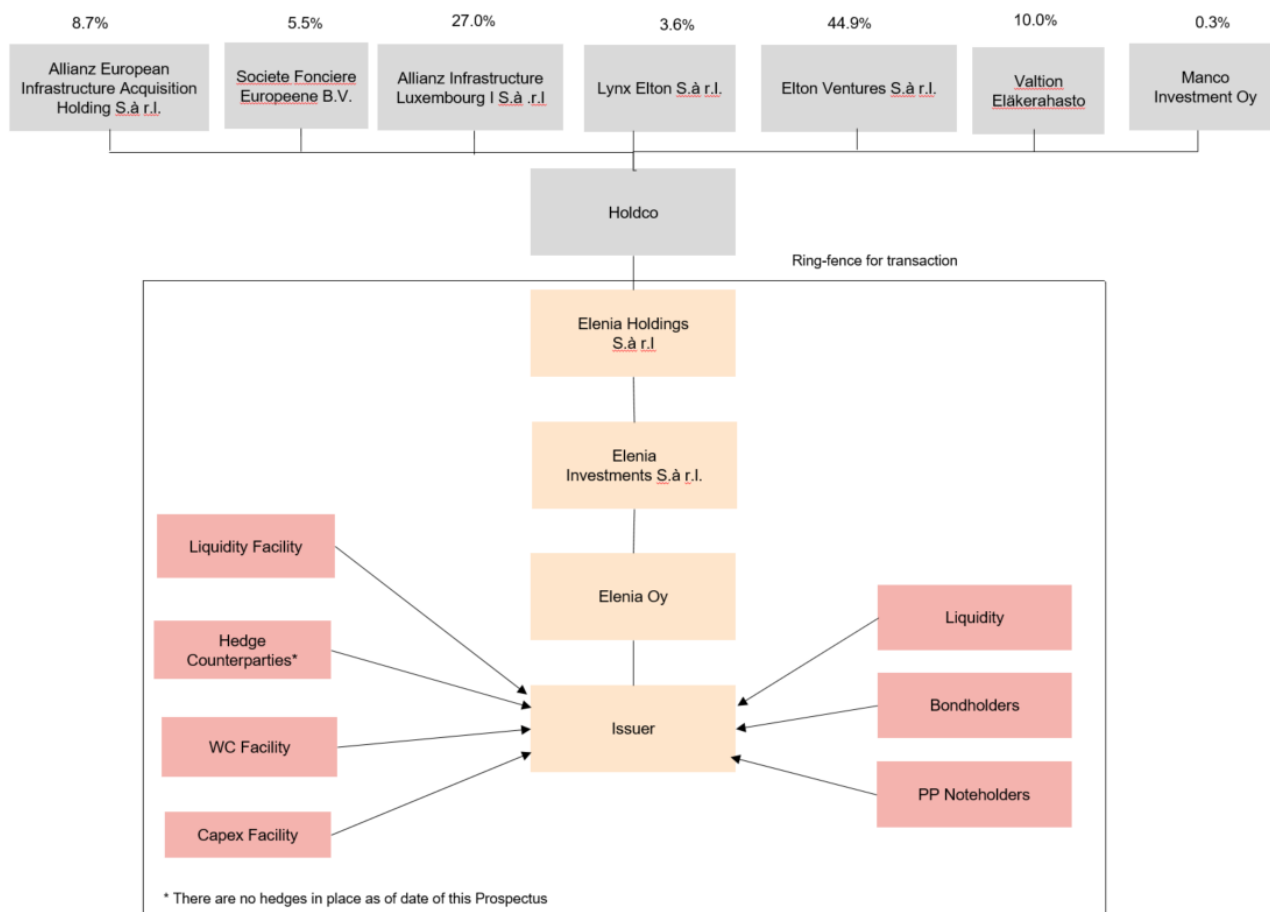 8.7%
5.5%
27.0%
3.6%
44.9%
10.0%
0.3%
Allianz European
Infrastructure Acquisition
Holding S.à r.l.
Societe Fonciere
Europeene B.V.
Allianz Infrastructure
Luxembourg I S.à .r.l
Lynx Elton S.à r.l.
Elton Ventures S.à r.l.
Valtion
Eläkerahasto
Manco
Investment Oy
Holdco
Ring-fence for transaction
Elenia Holdings
S.à r.l
Elenia
Investments S.à r.l.
Liquidity Facility
Elenia Oy
Hedge
Counterparties*
WC Facility
Capex Facility
Issuer
Liquidity
Bondholders
PP Noteholders
* There are no hedges in place as of date of this Prospectus